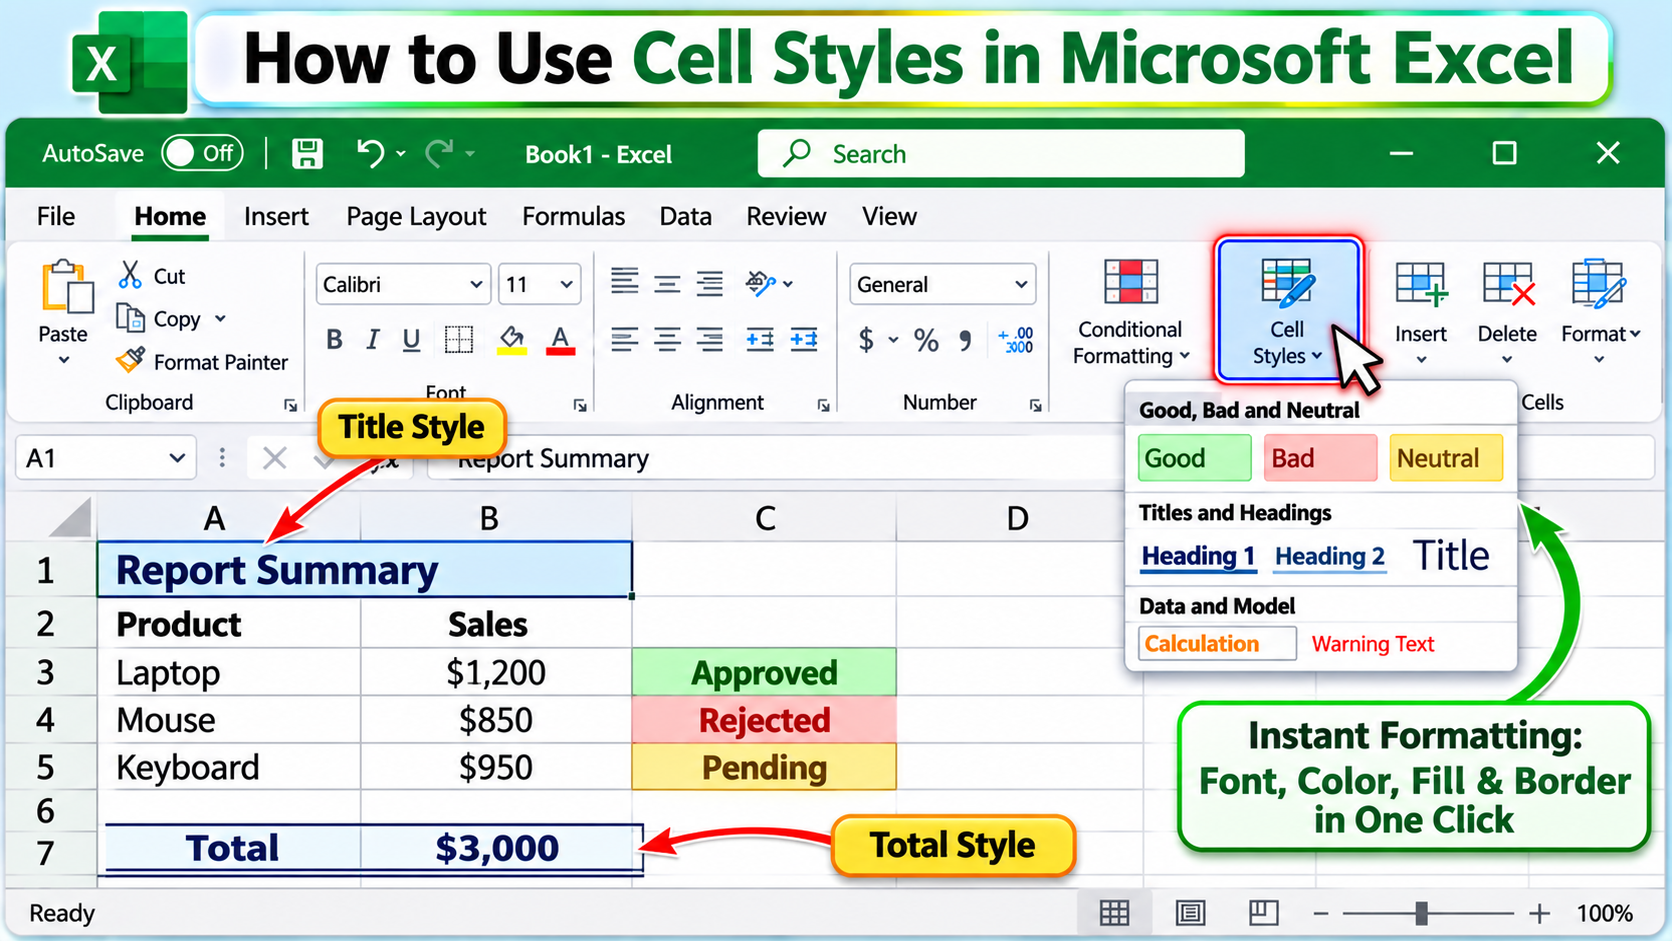 X
How to Use Cell Styles in Microsoft Excel
AutoSave Off Book1 - Excel Search
File Home Insert Page Layout Formulas Data Review View
Paste
Cut
Copy
Format Painter
Clipboard
Calibri 11
B I U A
Font
Alignment
General
$ % , .00
Number
Conditional
Formatting
Cell
Styles
Insert
Delete
Format
Cells
Title Style
A1 Report Summary
Good, Bad and Neutral
Good Bad Neutral
Titles and Headings
Heading 1 Heading 2 Title
Data and Model
Calculation Warning Text
A B C D
1 Report Summary
2 Product Sales
3 Laptop $1,200 Approved
4 Mouse $850 Rejected
5 Keyboard $950 Pending
6
7 Total $3,000
Total Style
Instant Formatting:
Font, Color, Fill & Border
in One Click
Ready 100%